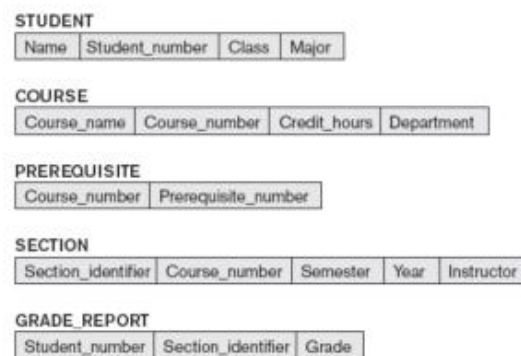 STUDENT
Name Student_number Class Major
COURSE
Course_name Course_number Credit_hours Department
PREREQUISITE
Course_number Prerequisite_number
SECTION
Section_identifier Course_number Semester Year Instructor
GRADE_REPORT
Student_number Section_identifier Grade